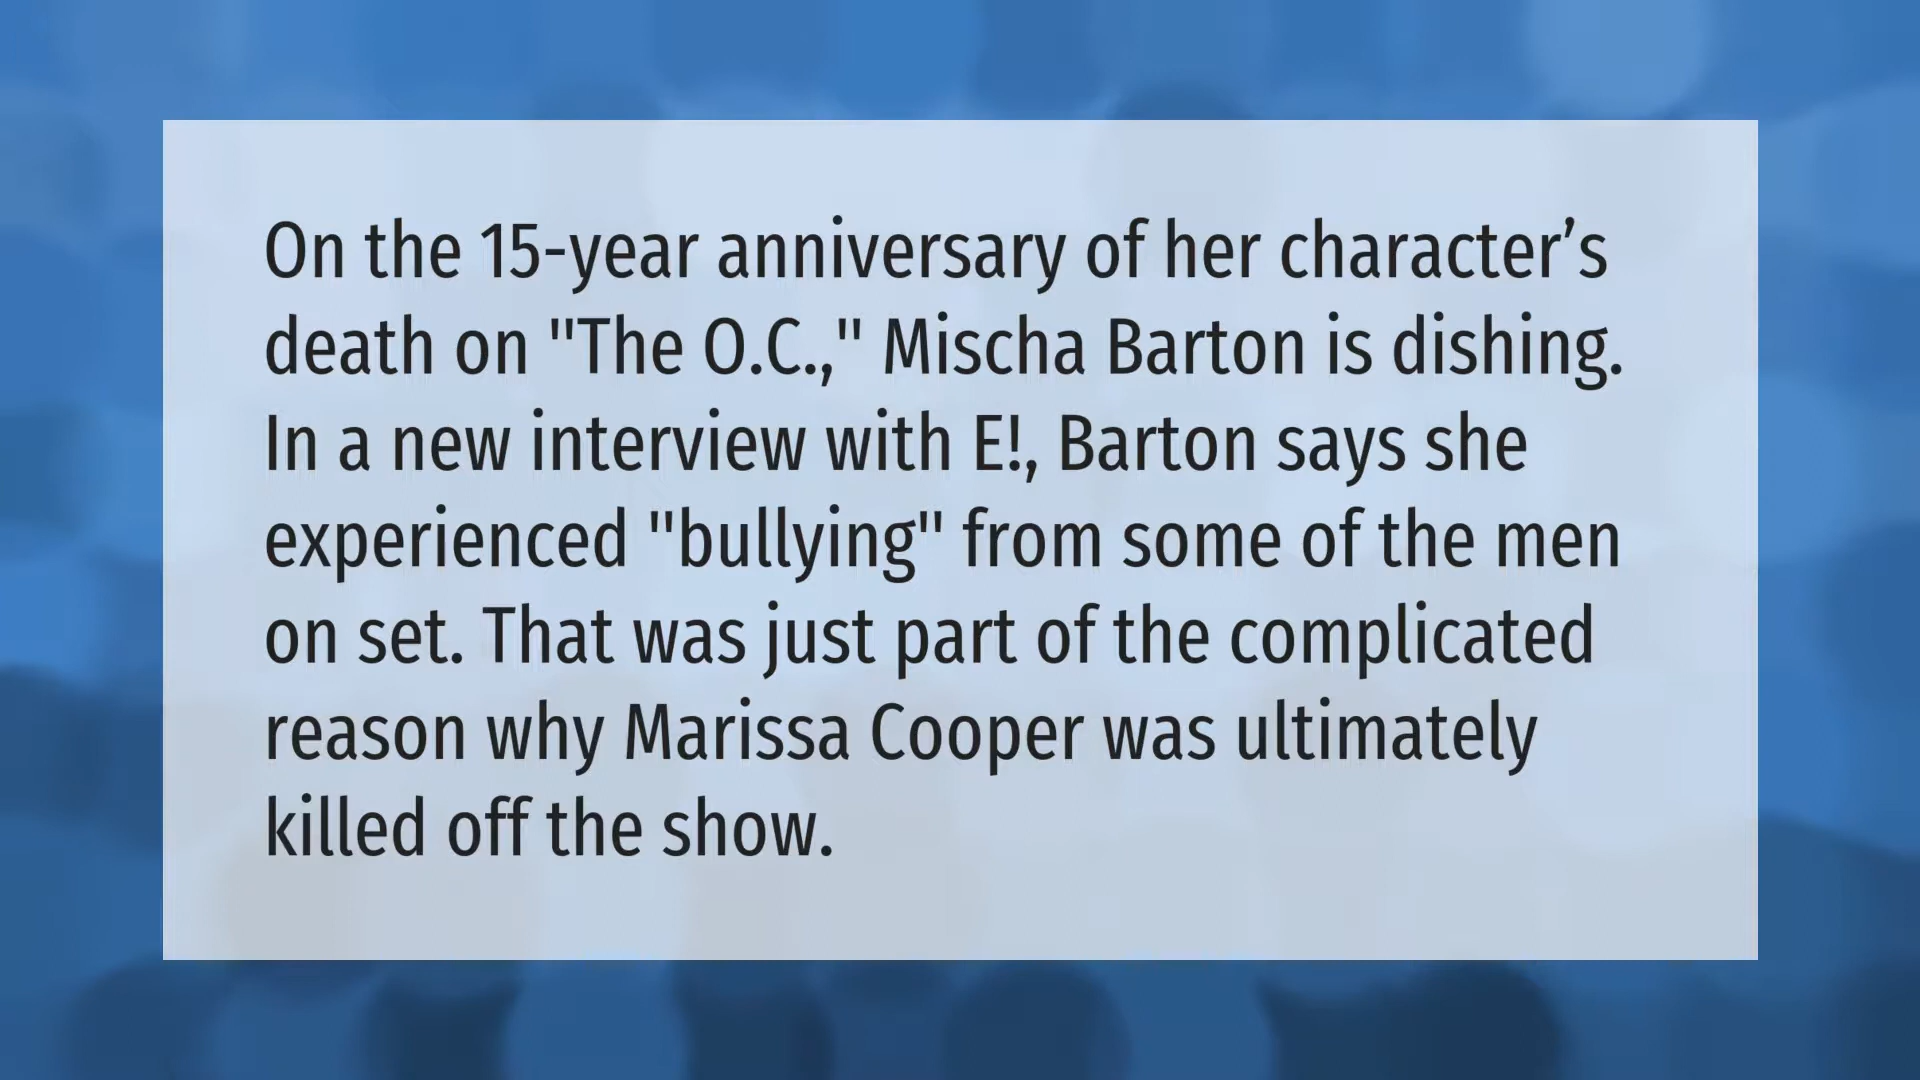 On the 15-year anniversary of her character’s
death on "The O.C.," Mischa Barton is dishing.
In a new interview with E!, Barton says she
experienced "bullying" from some of the men
on set. That was just part of the complicated
reason why Marissa Cooper was ultimately
killed off the show.